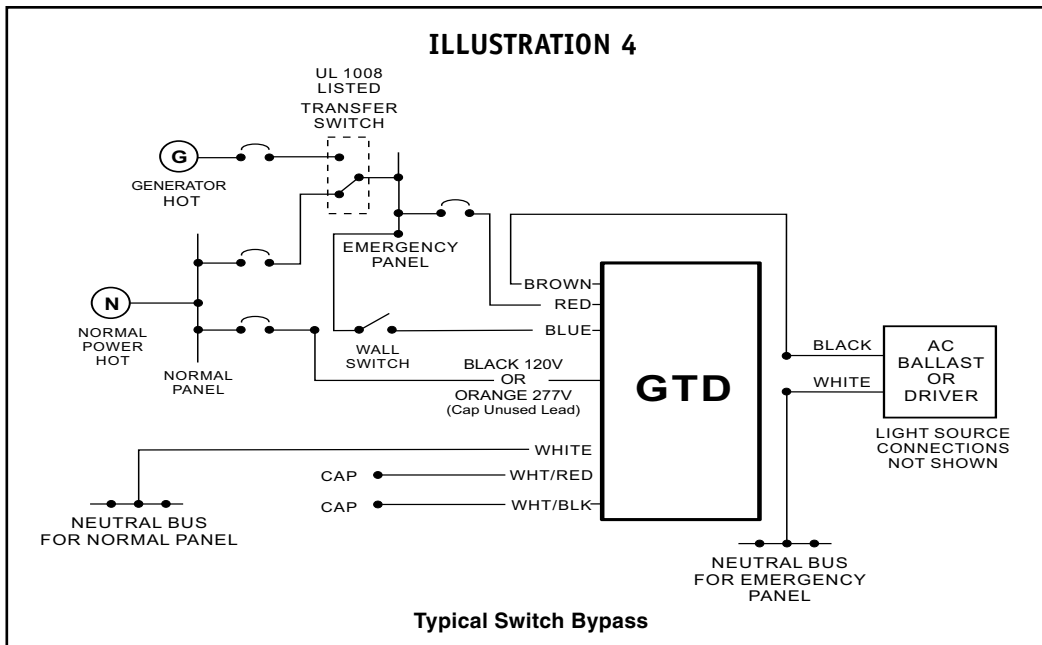 ILLUSTRATION 4
UL 1008
LISTED
TRANSFER
SWITCH
G
GENERATOR
HOT
EMERGENCY
PANEL
N
NORMAL
POWER
HOT
NORMAL
PANEL
WALL
SWITCH
BROWN
RED
BLUE
BLACK 120V
OR
ORANGE 277V
(Cap Unused Lead)
GTD
BLACK
WHITE
AC
BALLAST
OR
DRIVER
LIGHT SOURCE
CONNECTIONS
NOT SHOWN
WHITE
CAP
WHT/RED
CAP
WHT/BLK
NEUTRAL BUS
FOR NORMAL PANEL
NEUTRAL BUS
FOR EMERGENCY
PANEL
Typical Switch Bypass